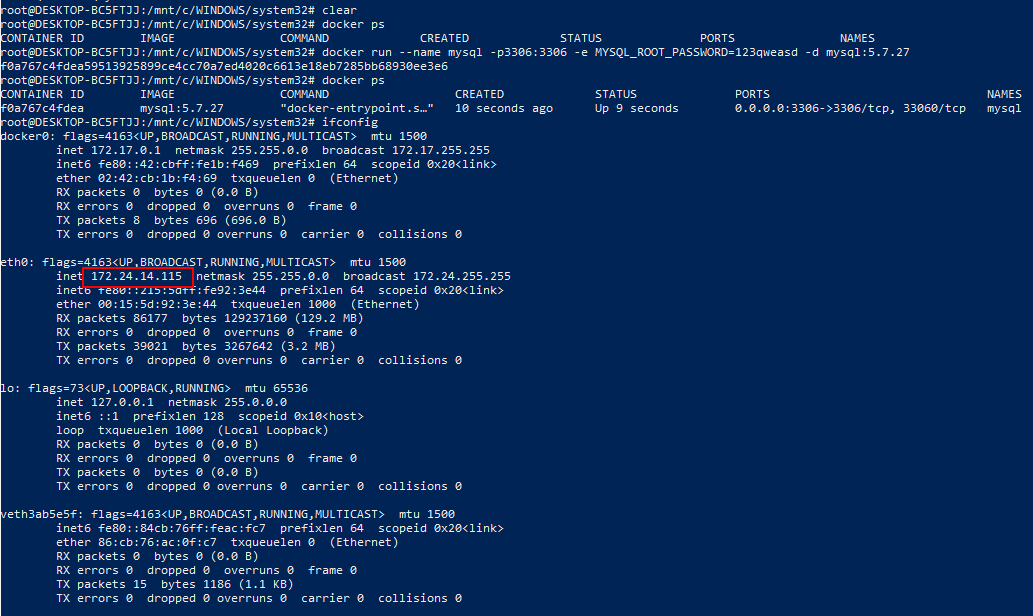 root@DESKTOP-BC5FTJJ:/mnt/c/WINDOWS/system32# clear
root@DESKTOP-BC5FTJJ:/mnt/c/WINDOWS/system32# docker ps
CONTAINER ID        IMAGE               COMMAND             CREATED             STATUS              PORTS               NAMES
root@DESKTOP-BC5FTJJ:/mnt/c/WINDOWS/system32# docker run --name mysql -p3306:3306 -e MYSQL_ROOT_PASSWORD=123qweasd -d mysql:5.7.27
f0a767c4fdea59513925899ce4cc70a7ed4020c6613e18eb7285bb68930ee3e6
root@DESKTOP-BC5FTJJ:/mnt/c/WINDOWS/system32# docker ps
CONTAINER ID        IMAGE               COMMAND                  CREATED             STATUS              PORTS                               NAMES
f0a767c4fdea        mysql:5.7.27        "docker-entrypoint.s…"   10 seconds ago      Up 9 seconds        0.0.0.0:3306->3306/tcp, 33060/tcp   mysql
root@DESKTOP-BC5FTJJ:/mnt/c/WINDOWS/system32# ifconfig
docker0: flags=4163<UP,BROADCAST,RUNNING,MULTICAST>  mtu 1500
        inet 172.17.0.1  netmask 255.255.0.0  broadcast 172.17.255.255
        inet6 fe80::42:cbff:fe1b:f469  prefixlen 64  scopeid 0x20<link>
        ether 02:42:cb:1b:f4:69  txqueuelen 0  (Ethernet)
        RX packets 0  bytes 0 (0.0 B)
        RX errors 0  dropped 0  overruns 0  frame 0
        TX packets 8  bytes 696 (696.0 B)
        TX errors 0  dropped 0 overruns 0  carrier 0  collisions 0
eth0: flags=4163<UP,BROADCAST,RUNNING,MULTICAST>  mtu 1500
        inet 172.24.14.115  netmask 255.255.0.0  broadcast 172.24.255.255
        inet6 fe80::215:5dff:fe92:3e44  prefixlen 64  scopeid 0x20<link>
        ether 00:15:5d:92:3e:44  txqueuelen 1000  (Ethernet)
        RX packets 86177  bytes 129237160 (129.2 MB)
        RX errors 0  dropped 0  overruns 0  frame 0
        TX packets 39021  bytes 3267642 (3.2 MB)
        TX errors 0  dropped 0 overruns 0  carrier 0  collisions 0
lo: flags=73<UP,LOOPBACK,RUNNING>  mtu 65536
        inet 127.0.0.1  netmask 255.0.0.0
        inet6 ::1  prefixlen 128  scopeid 0x10<host>
        loop  txqueuelen 1000  (Local Loopback)
        RX packets 0  bytes 0 (0.0 B)
        RX errors 0  dropped 0  overruns 0  frame 0
        TX packets 0  bytes 0 (0.0 B)
        TX errors 0  dropped 0 overruns 0  carrier 0  collisions 0
veth3ab5e5f: flags=4163<UP,BROADCAST,RUNNING,MULTICAST>  mtu 1500
        inet6 fe80::84cb:76ff:feac:fc7  prefixlen 64  scopeid 0x20<link>
        ether 86:cb:76:ac:0f:c7  txqueuelen 0  (Ethernet)
        RX packets 0  bytes 0 (0.0 B)
        RX errors 0  dropped 0  overruns 0  frame 0
        TX packets 15  bytes 1186 (1.1 KB)
        TX errors 0  dropped 0 overruns 0  carrier 0  collisions 0